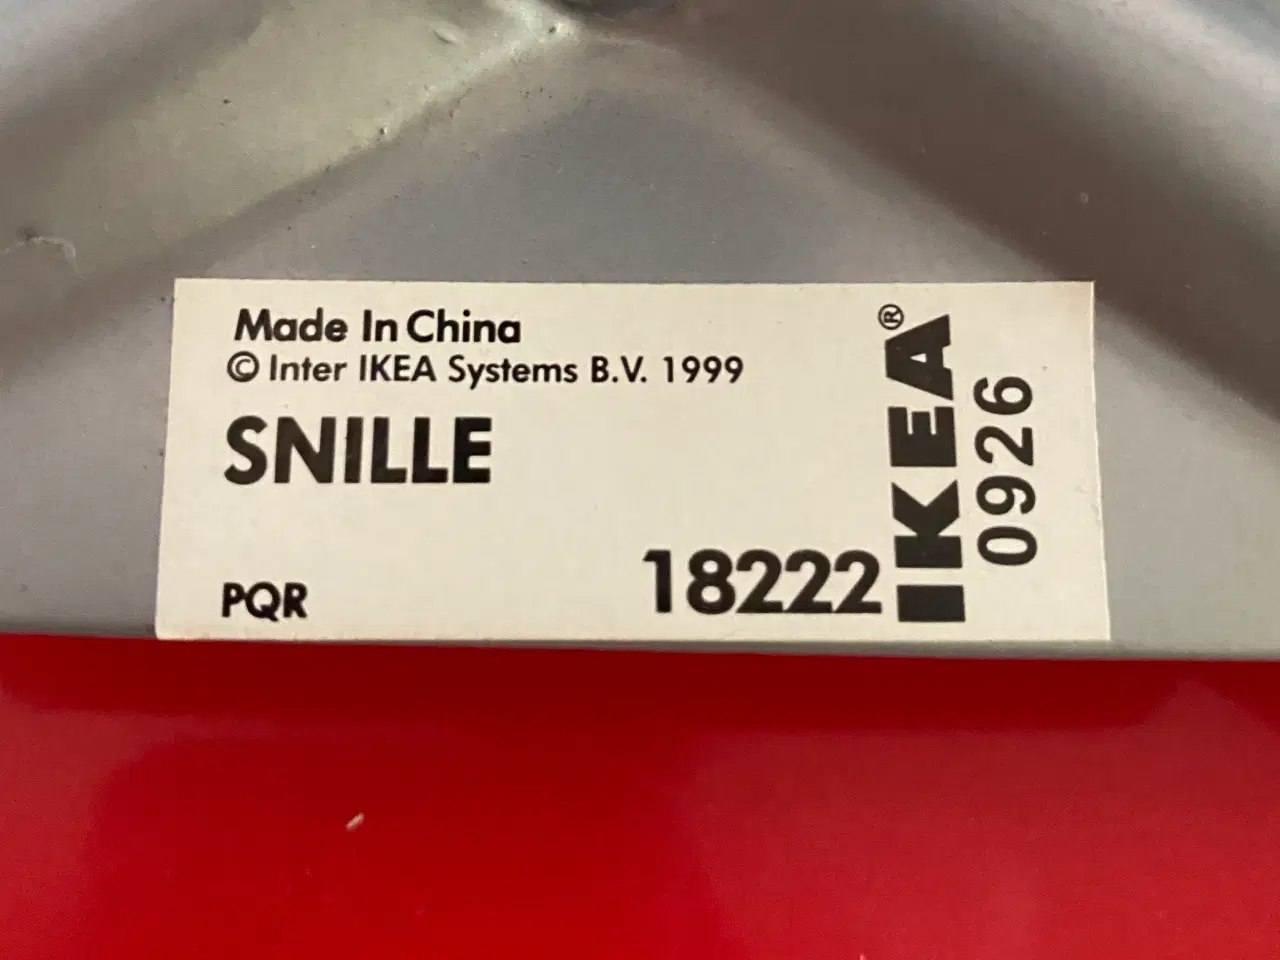 Made In China
© Inter IKEA Systems B.V. 1999
SNILLE
PQR
18222
IKEA®
0926